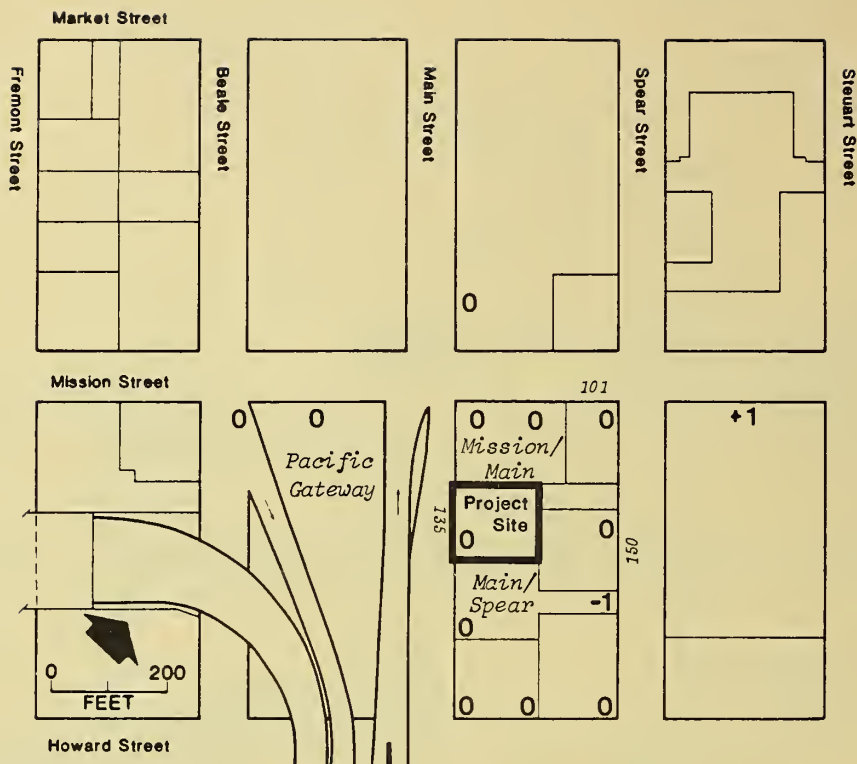 Market Street
Fremont Street
Beale Street
Main Street
Spear Street
Steuart Street
0
Mission Street
101
0
0
0
0
0
+1
Pacific
Gateway
Mission/
Main
Project
Site
0
135
0
150
Main/
Spear
-1
0
0
200
FEET
0
0
0
Howard Street